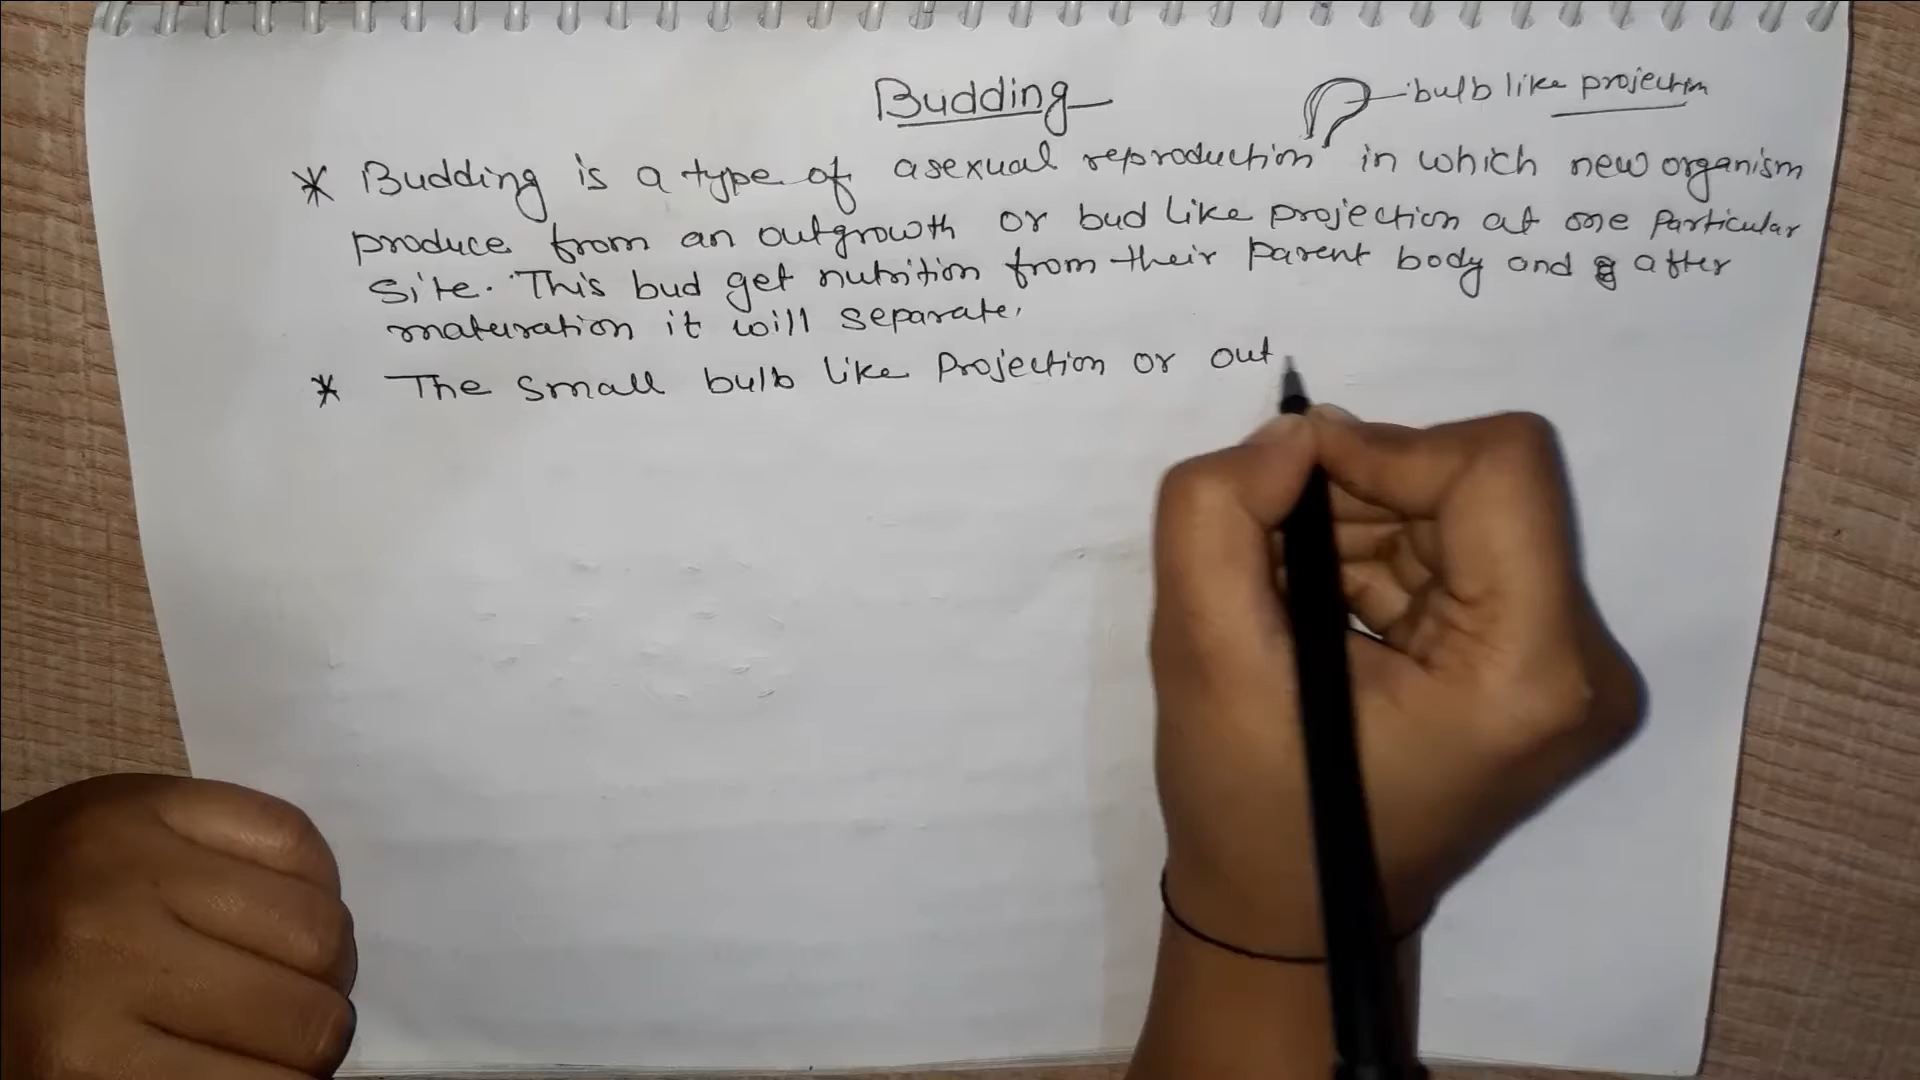 Budding
bulb like projection
* Budding is a type of asexual reproduction in which new organism
produce from an outgrowth or bud like projection at one particular
site. This bud get nutrition from their parent body and after
maturation it will separate.
* The small bulb like Projection or out